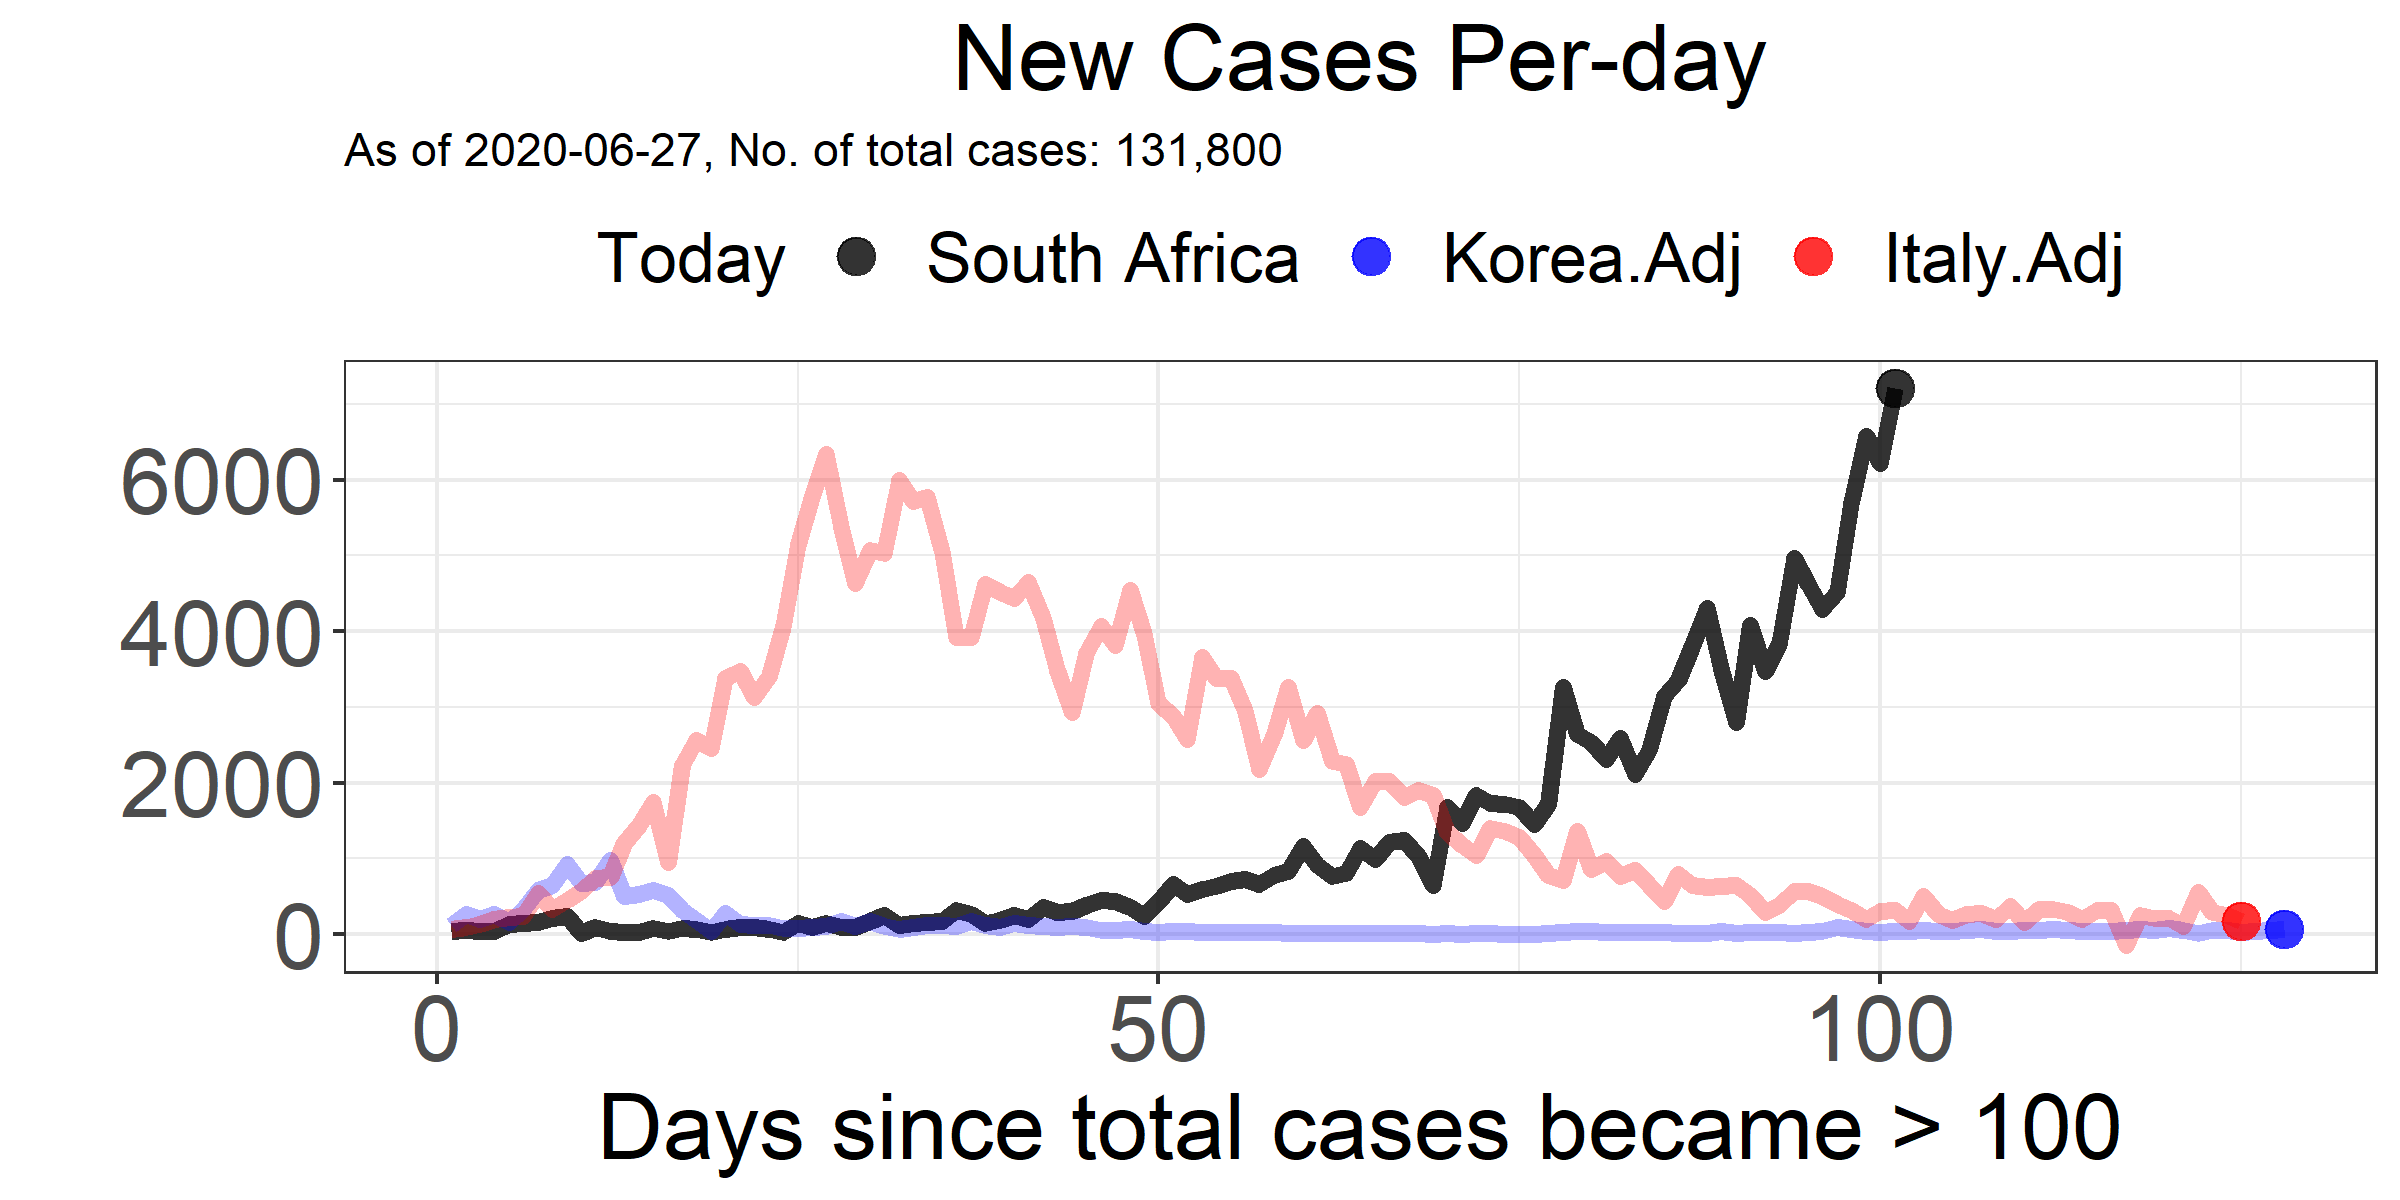 New Cases Per-day
As of 2020-06-27, No. of total cases: 131,800
Today South Africa Korea.Adj Italy.Adj
6000
4000
2000
0
0 50 100
Days since total cases became > 100